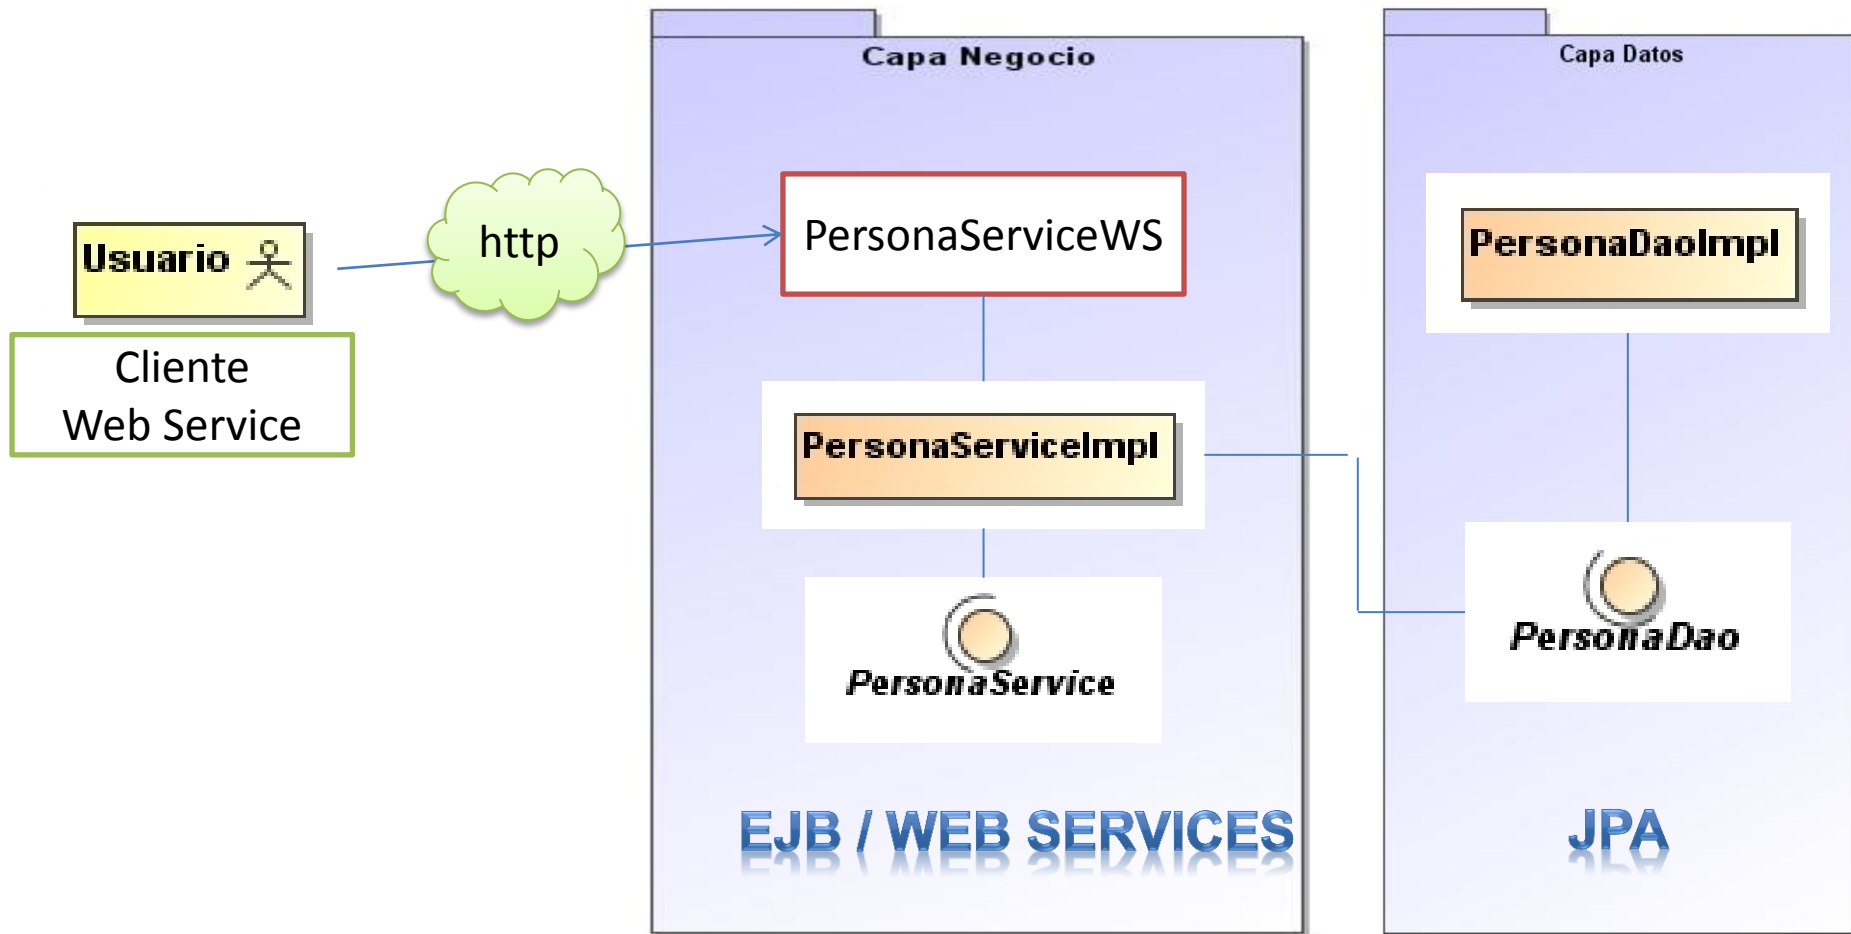 Usuario
Cliente
Web Service
http
Capa Negocio
PersonaServiceWS
PersonaServiceImpl
PersonaService
EJB / WEB SERVICES
Capa Datos
PersonaDaoImpl
PersonaDao
JPA